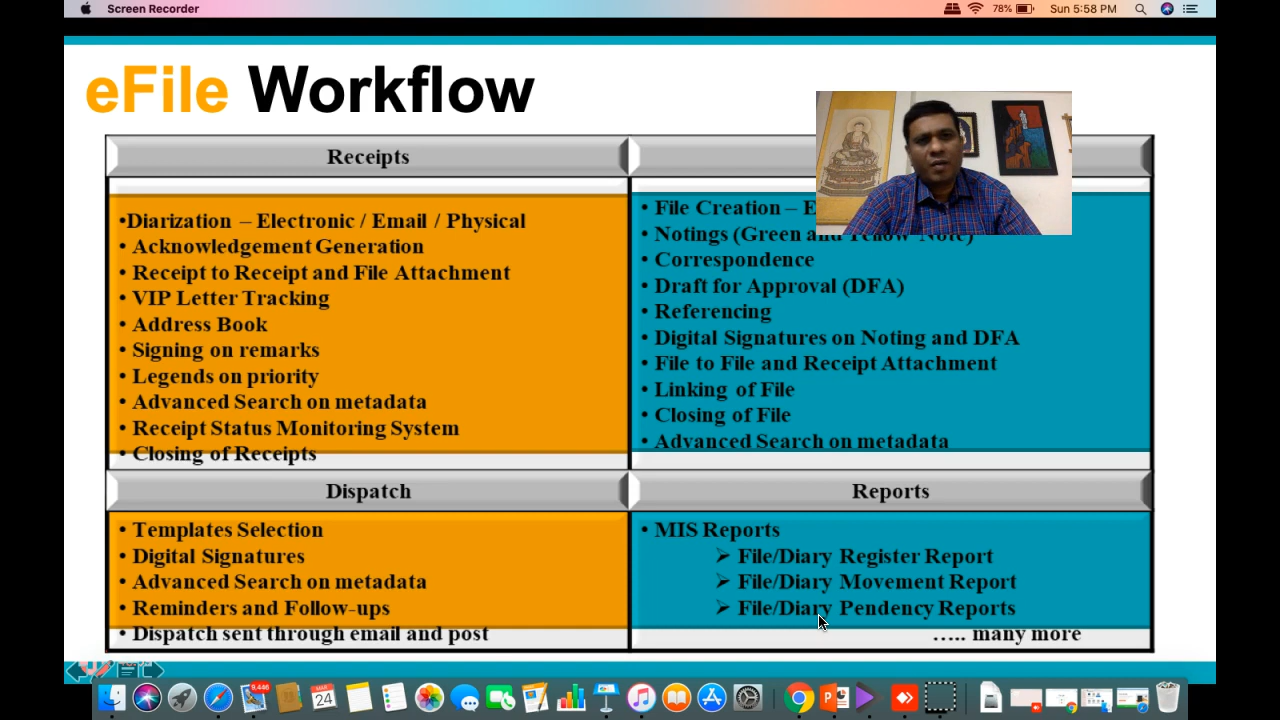 Screen Recorder
78%
Sun 5:58 PM
eFile Workflow
Receipts
•Diarization – Electronic / Email / Physical
• Acknowledgement Generation
• Receipt to Receipt and File Attachment
• VIP Letter Tracking
• Address Book
• Signing on remarks
• Legends on priority
• Advanced Search on metadata
• Receipt Status Monitoring System
• Closing of Receipts
• File Creation –
• Notings (Green and Yellow Note)
• Correspondence
• Draft for Approval (DFA)
• Referencing
• Digital Signatures on Noting and DFA
• File to File and Receipt Attachment
• Linking of File
• Closing of File
• Advanced Search on metadata
Dispatch
• Templates Selection
• Digital Signatures
• Advanced Search on metadata
• Reminders and Follow-ups
• Dispatch sent through email and post
Reports
• MIS Reports
➢ File/Diary Register Report
➢ File/Diary Movement Report
➢ File/Diary Pendency Reports
….. many more
9,446
MAR
24